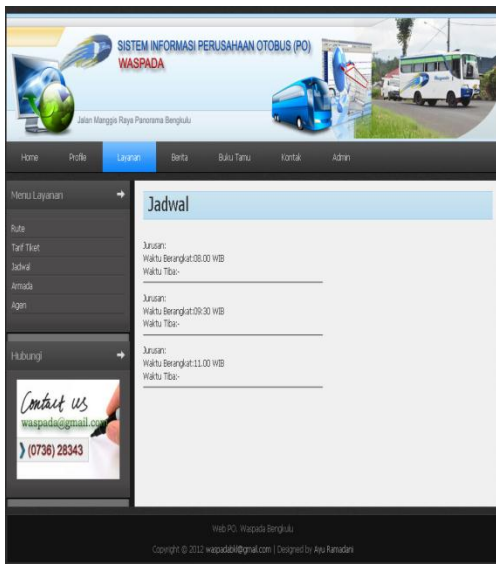 SISTEM INFORMASI PERUSAHAAN OTOBUS (PO)
WASPADA
Jalan Manggis Raya Panorama Bengkulu
Home Profile Layanan Berita Buku Tamu Kontak Admin
Menu Layanan
Rute
Tarif Tiket
Jadwal
Armada
Agen
Hubungi
Contact us
waspada@gmail.com
(0736) 28343
Jadwal
Jurusan:
Waktu Berangkat:08.00 WIB
Waktu Tiba:-
Jurusan:
Waktu Berangkat:09:30 WIB
Waktu Tiba:-
Jurusan:
Waktu Berangkat:11.00 WIB
Waktu Tiba:-
Web PO. Waspada Bengkulu
Copyright © 2012 waspadabkl@gmail.com | Designed by Ayu Ramadani